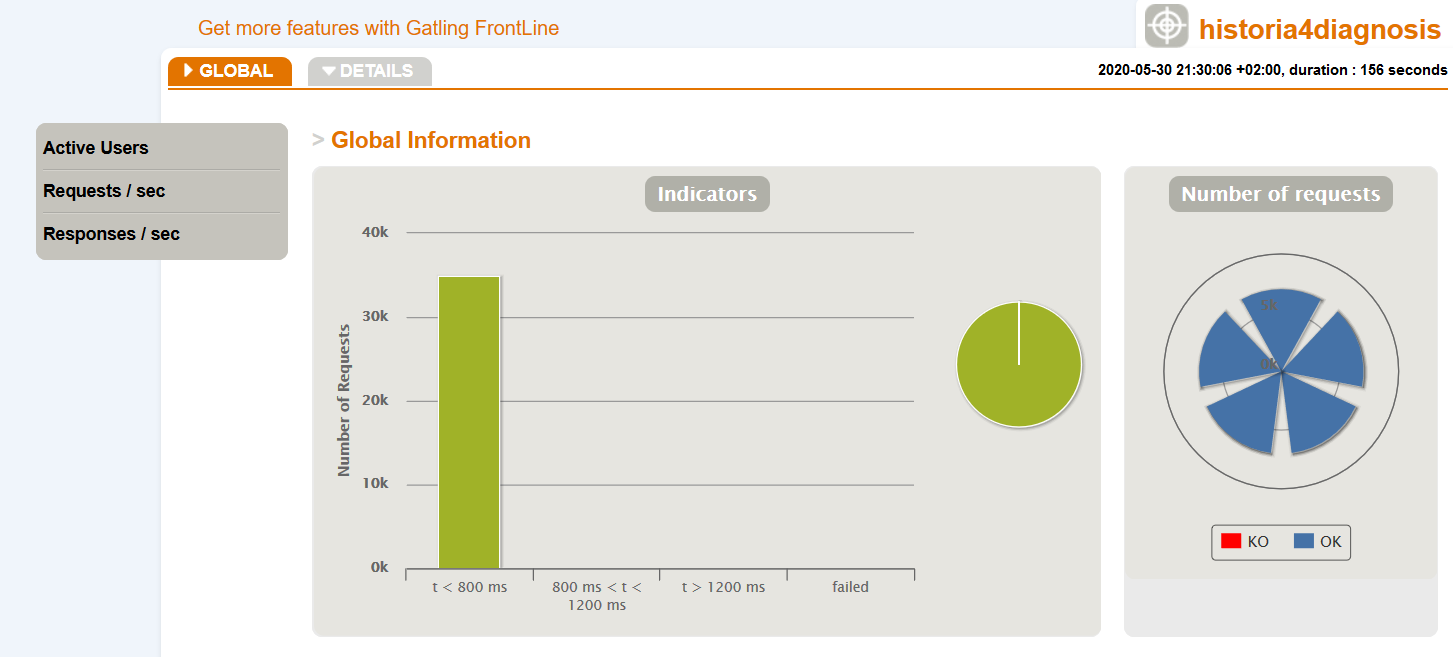 Get more features with Gatling FrontLine
historia4diagnosis
GLOBAL
DETAILS
2020-05-30 21:30:06 +02:00, duration : 156 seconds
Active Users
Requests / sec
Responses / sec
> Global Information
Indicators
Number of Requests
40k
30k
20k
10k
0k
t < 800 ms
800 ms < t <
1200 ms
t > 1200 ms
failed
Number of requests
5k
0k
KO
OK